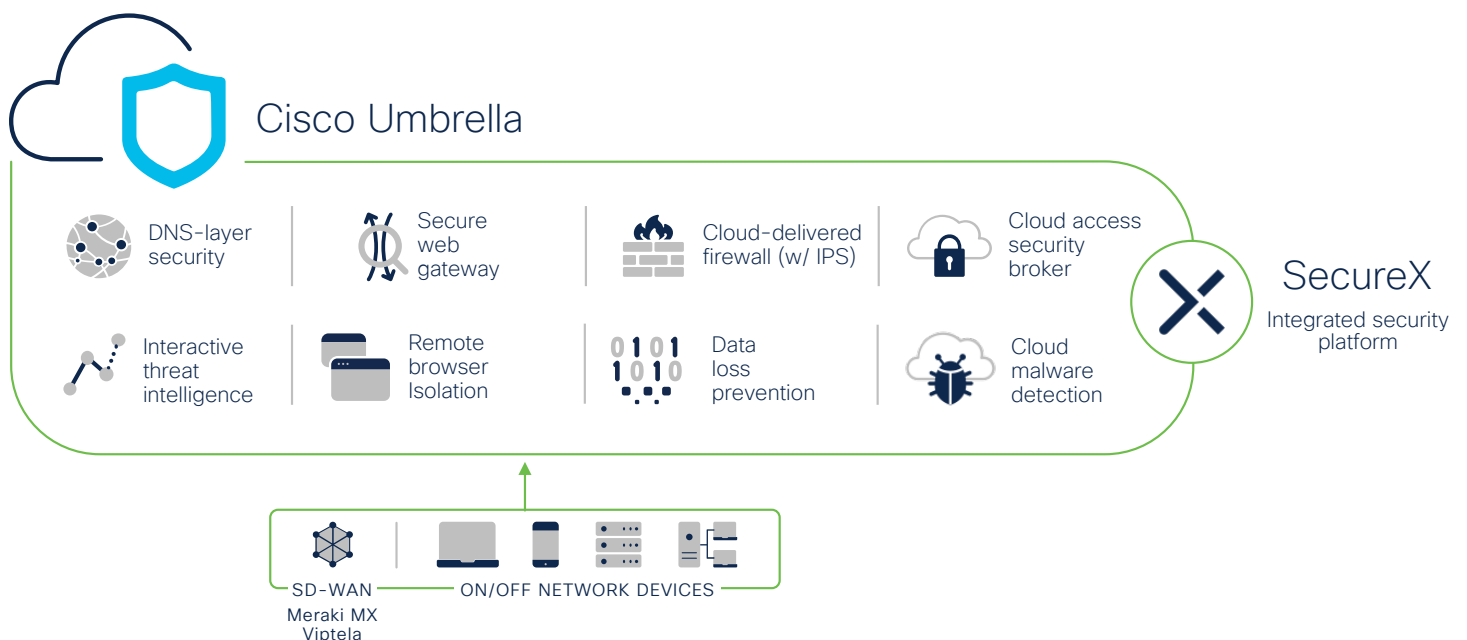 Cisco Umbrella
DNS-layer
security
Secure
web
gateway
Cloud-delivered
firewall (w/ IPS)
Cloud access
security
broker
Interactive
threat
intelligence
Remote
browser
Isolation
0101
1010
Data
loss
prevention
Cloud
malware
detection
SecureX
Integrated security
platform
SD-WAN
Meraki MX
Viptela
ON/OFF NETWORK DEVICES